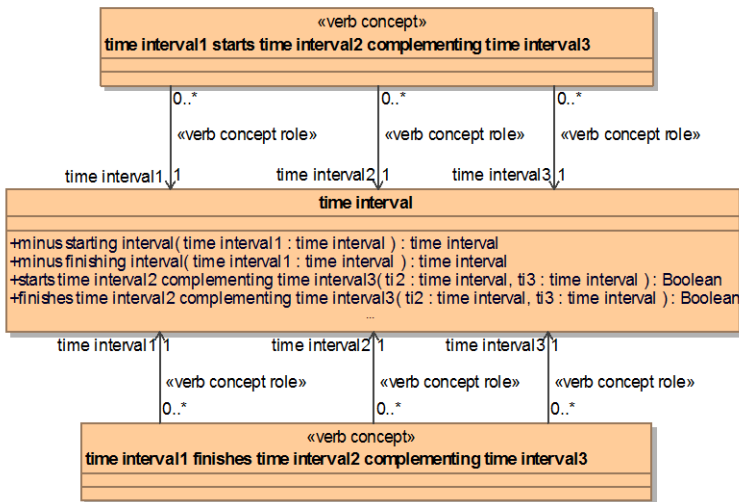 «verb concept»
time interval1 starts time interval2 complementing time interval3
0..* 0..* 0..*
«verb concept role» «verb concept role» «verb concept role»
time interval1 1 time interval2 1 time interval3 1
time interval
+minus starting interval( time interval1 : time interval ) : time interval
+minus finishing interval( time interval1 : time interval ) : time interval
+starts time interval2 complementing time interval3( ti2 : time interval, ti3 : time interval ) : Boolean
+finishes time interval2 complementing time interval3( ti2 : time interval, ti3 : time interval ) : Boolean
...
time interval1 1 time interval2 1 time interval3 1
«verb concept role» «verb concept role» «verb concept role»
0..* 0..* 0..*
«verb concept»
time interval1 finishes time interval2 complementing time interval3